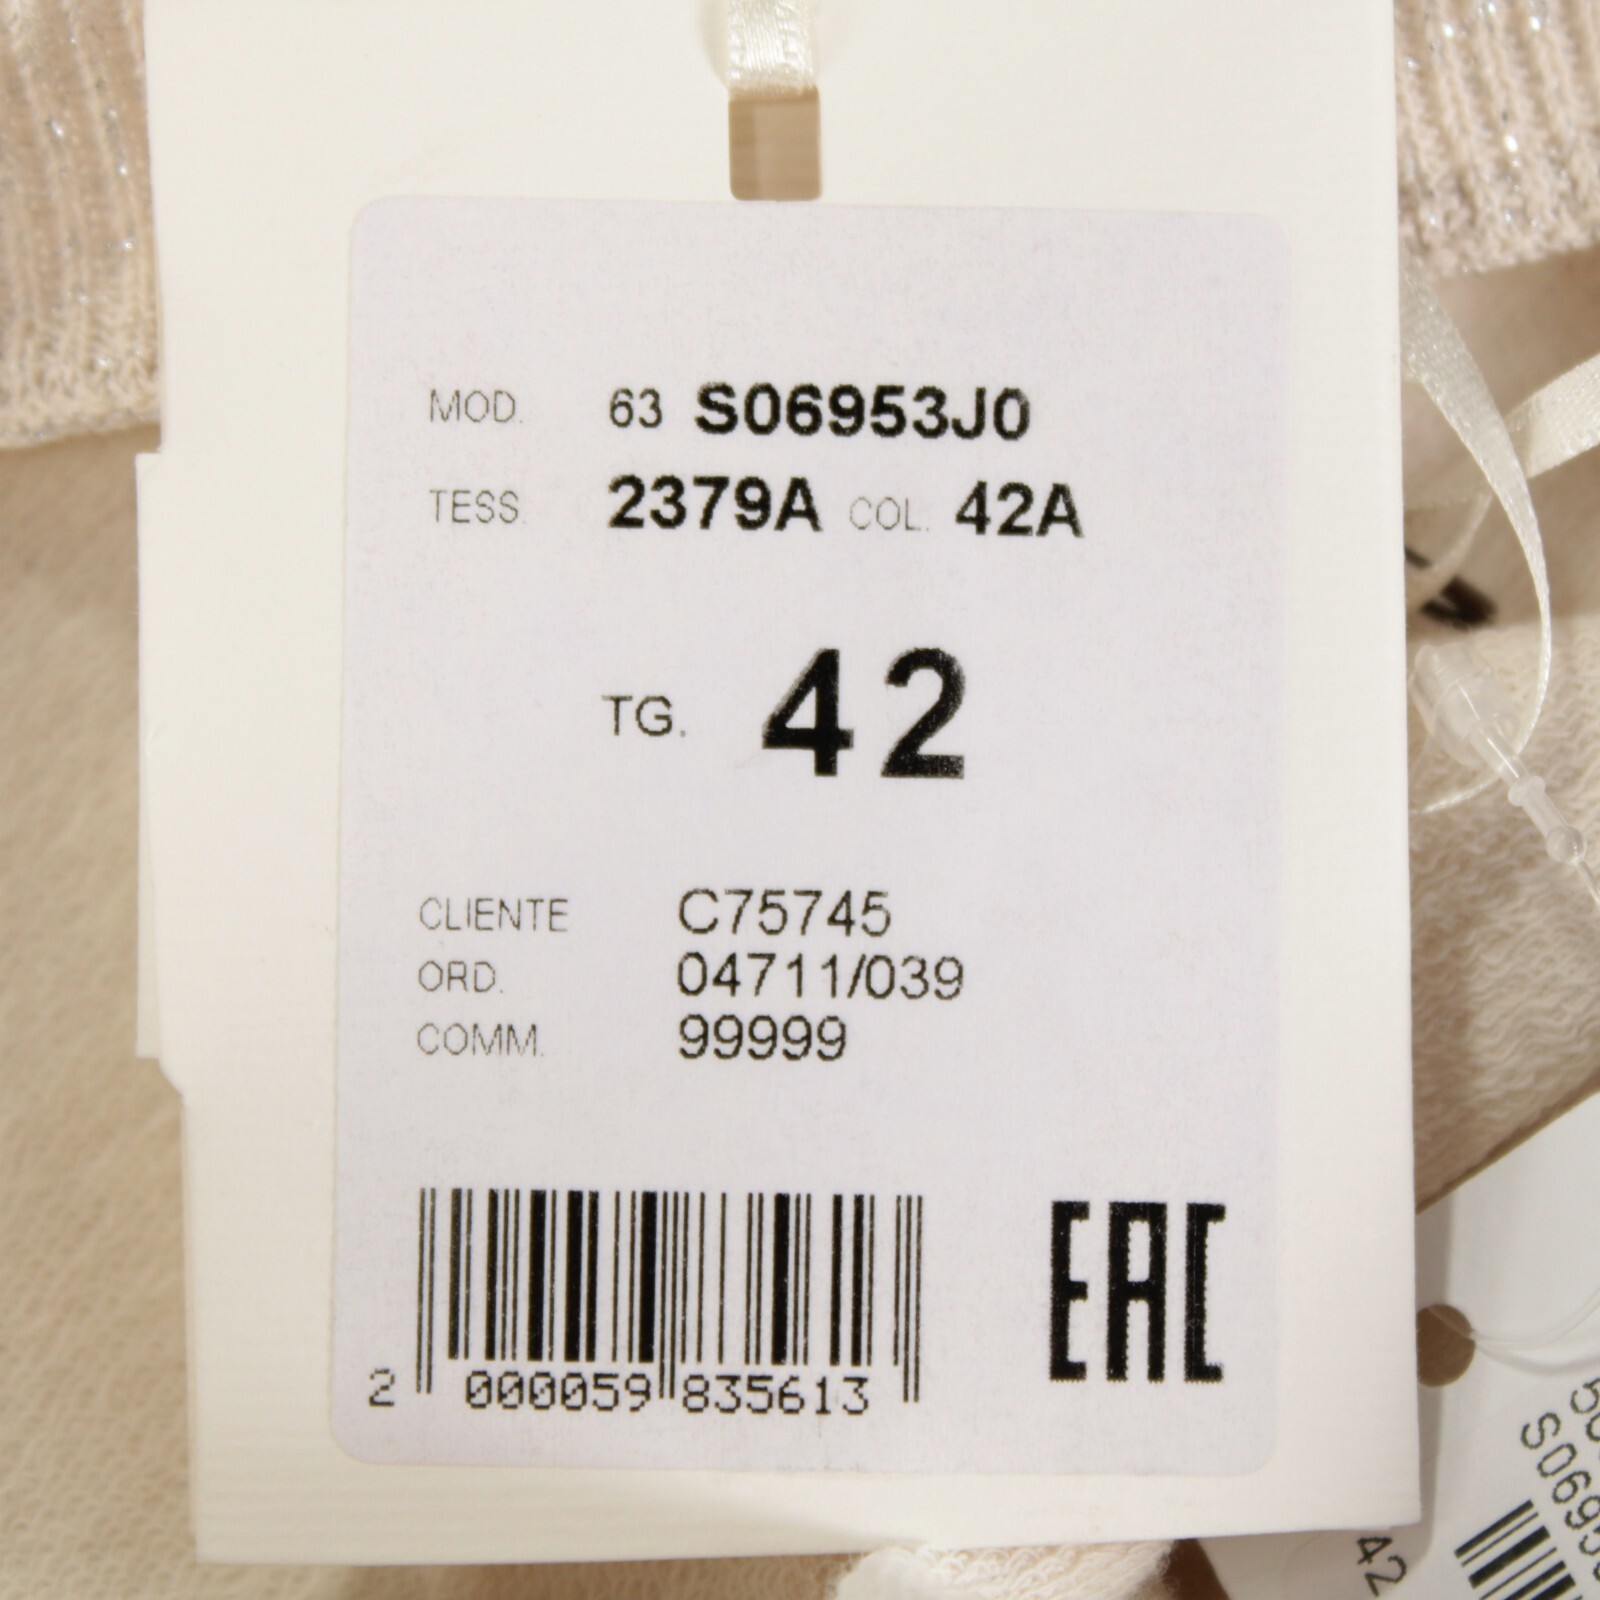 MOD. 63 S06953J0
TESS. 2379A COL. 42A
TG. 42
CLIENTE C75745
ORD. 04711/039
COMM. 99999
2 000059 835613
EAC
42